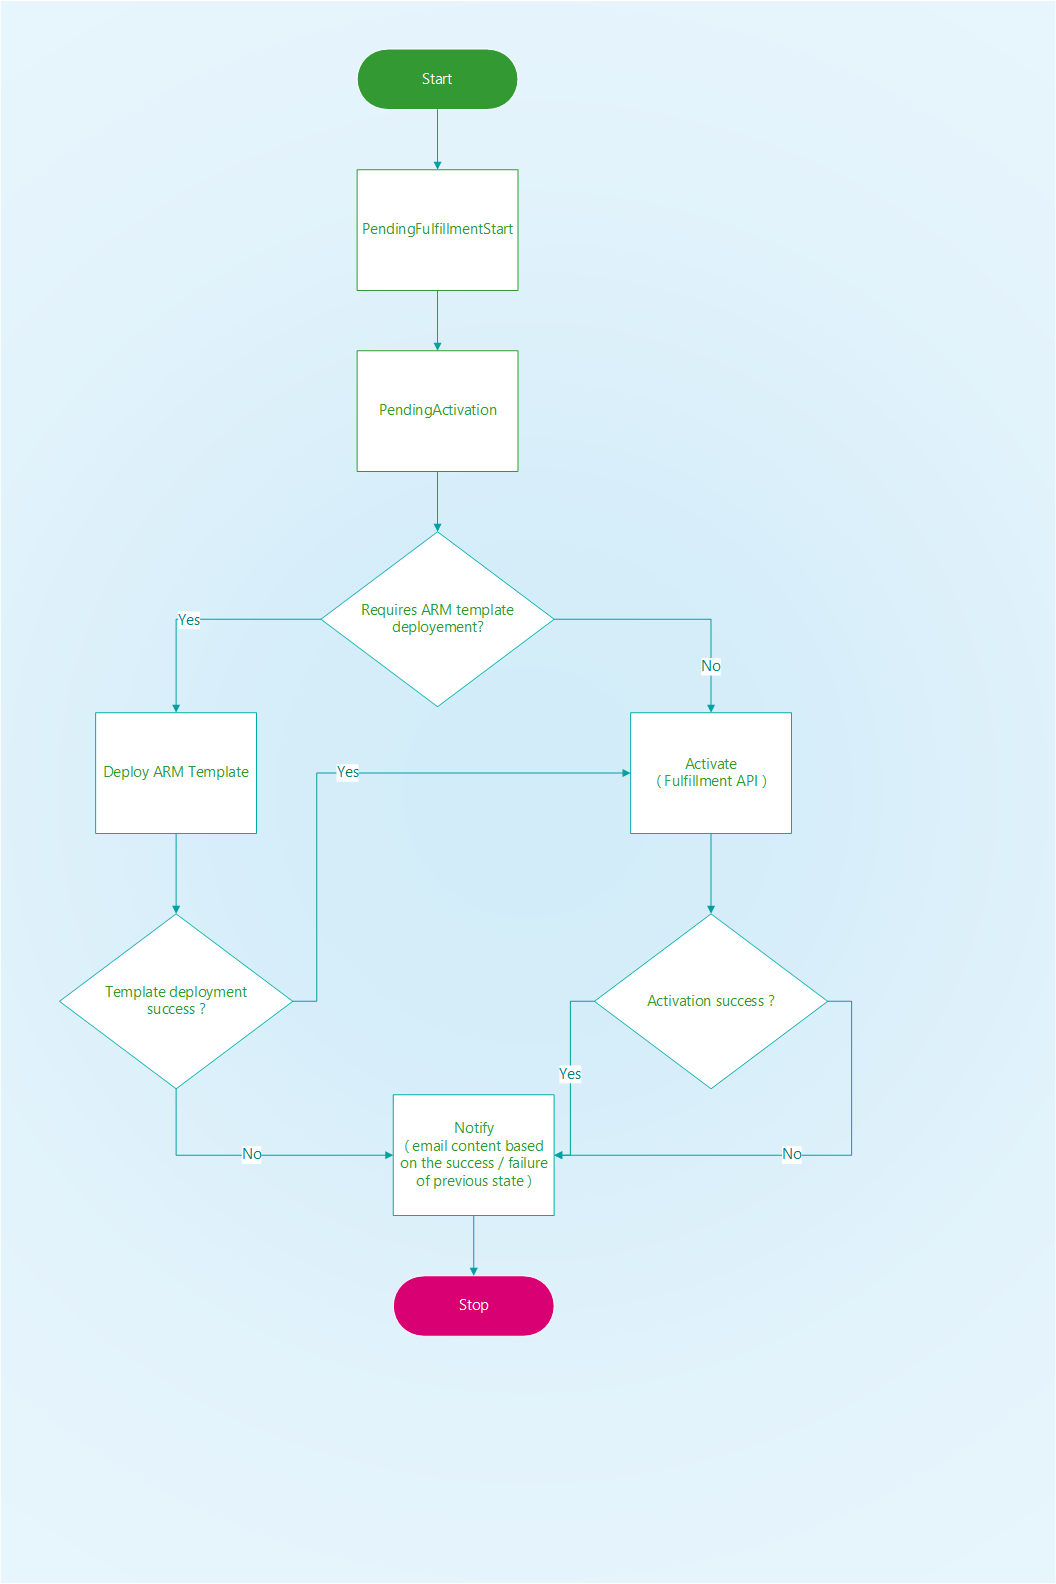 Start
PendingFulfillmentStart
PendingActivation
Requires ARM template
deployement?
Yes
No
Deploy ARM Template
Yes
Activate
( Fulfillment API )
Template deployment
success ?
Activation success ?
Yes
Notify
( email content based
on the success / failure
of previous state )
No
No
Stop